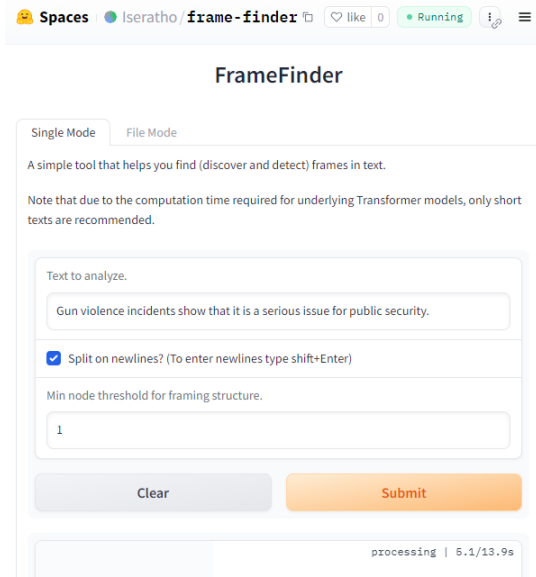 Spaces Iseratho/frame-finder like 0 Running
FrameFinder
Single Mode File Mode
A simple tool that helps you find (discover and detect) frames in text.
Note that due to the computation time required for underlying Transformer models, only short
texts are recommended.
Text to analyze.
Gun violence incidents show that it is a serious issue for public security.
Split on newlines? (To enter newlines type shift+Enter)
Min node threshold for framing structure.
1
Clear Submit
processing | 5.1/13.9s